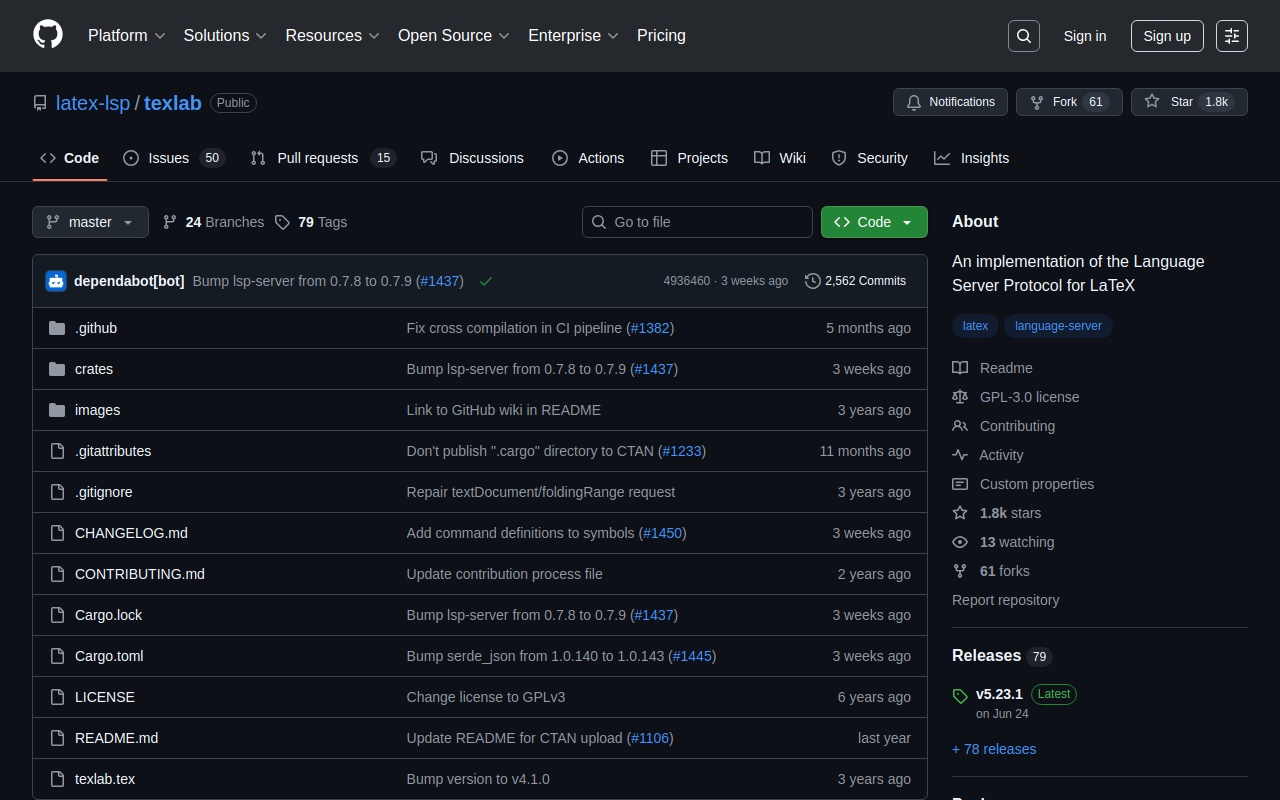 Platform Solutions Resources Open Source Enterprise Pricing Sign in Sign up
latex-lsp / texlab Public Notifications Fork 61 Star 1.8k
Code Issues 50 Pull requests 15 Discussions Actions Projects Wiki Security Insights
master 24 Branches 79 Tags Go to file Code
dependabot[bot] Bump lsp-server from 0.7.8 to 0.7.9 (#1437) 4936460 · 3 weeks ago 2,562 Commits
.github Fix cross compilation in CI pipeline (#1382) 5 months ago
crates Bump lsp-server from 0.7.8 to 0.7.9 (#1437) 3 weeks ago
images Link to GitHub wiki in README 3 years ago
.gitattributes Don't publish ".cargo" directory to CTAN (#1233) 11 months ago
.gitignore Repair textDocument/foldingRange request 3 years ago
CHANGELOG.md Add command definitions to symbols (#1450) 3 weeks ago
CONTRIBUTING.md Update contribution process file 2 years ago
Cargo.lock Bump lsp-server from 0.7.8 to 0.7.9 (#1437) 3 weeks ago
Cargo.toml Bump serde_json from 1.0.140 to 1.0.143 (#1445) 3 weeks ago
LICENSE Change license to GPLv3 6 years ago
README.md Update README for CTAN upload (#1106) last year
texlab.tex Bump version to v4.1.0 3 years ago
About
An implementation of the Language
Server Protocol for LaTeX
latex language-server
Readme
GPL-3.0 license
Contributing
Activity
Custom properties
1.8k stars
13 watching
61 forks
Report repository
Releases 79
v5.23.1 Latest
on Jun 24
+ 78 releases